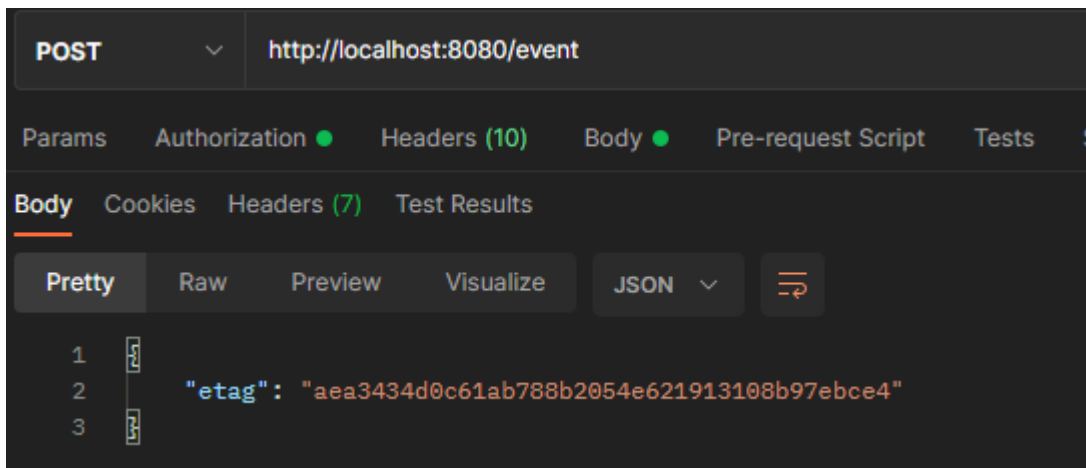 POST http://localhost:8080/event
Params Authorization Headers (10) Body Pre-request Script Tests
Body Cookies Headers (7) Test Results
Pretty Raw Preview Visualize JSON
1 {
2 "etag": "aea3434d0c61ab788b2054e621913108b97ebce4"
3 }